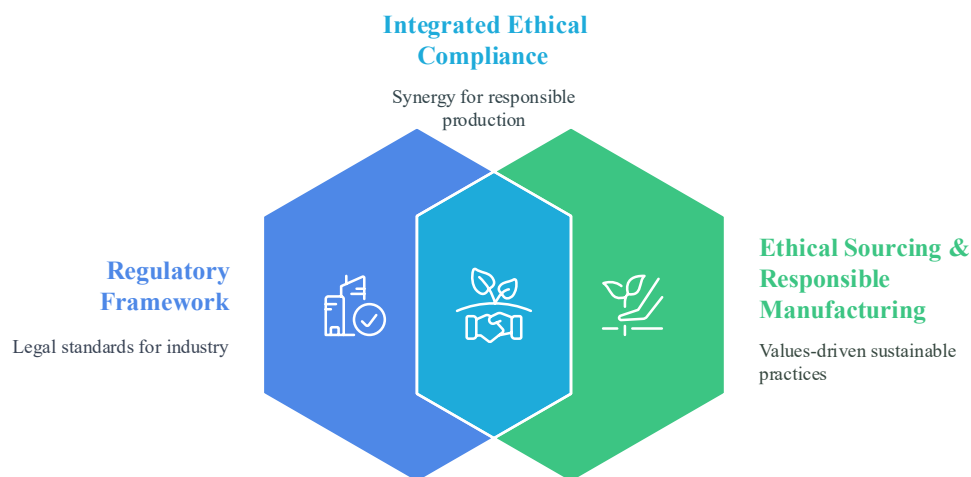 Integrated Ethical
Compliance
Synergy for responsible
production
Regulatory
Framework
Legal standards for industry
Ethical Sourcing &
Responsible
Manufacturing
Values-driven sustainable
practices